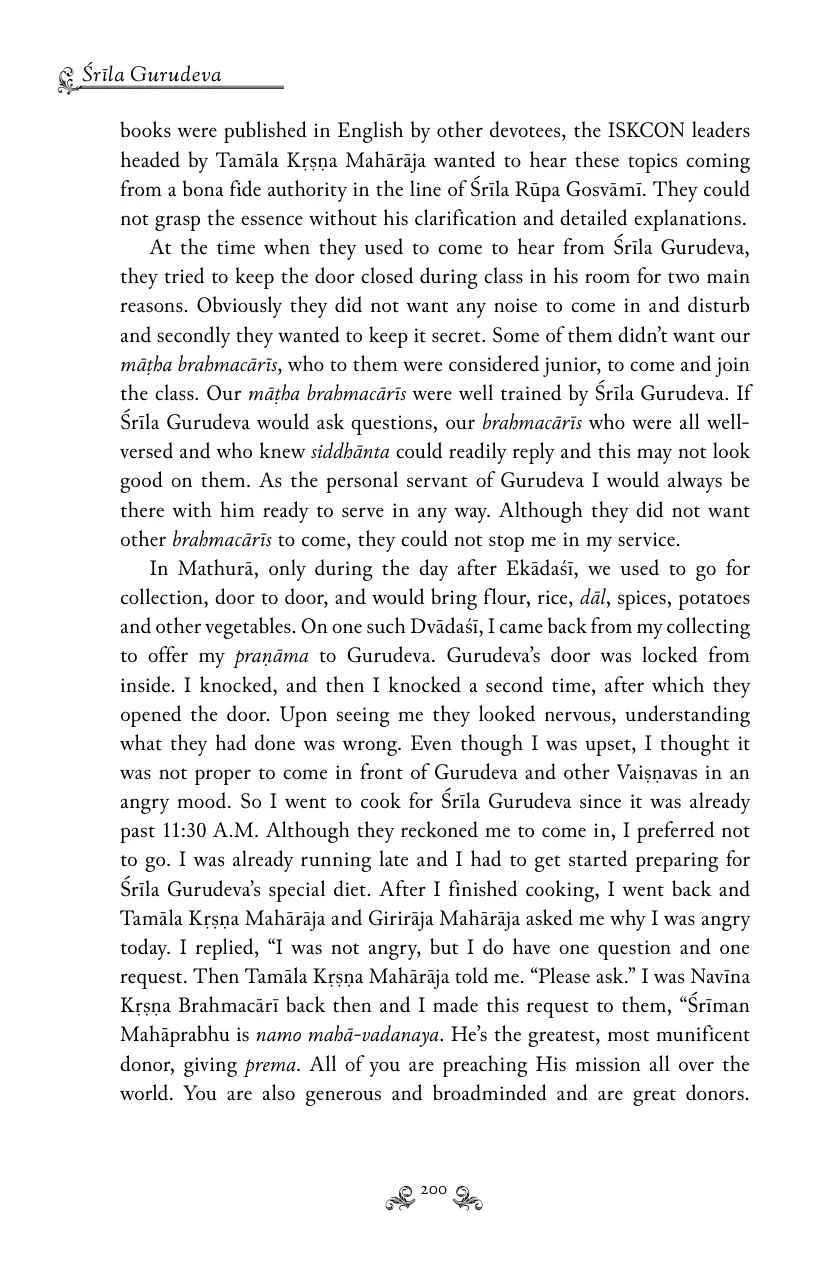 Śrīla Gurudeva
books were published in English by other devotees, the ISKCON leaders
headed by Tamāla Kṛṣṇa Mahārāja wanted to hear these topics coming
from a bona fide authority in the line of Śrīla Rūpa Gosvāmī. They could
not grasp the essence without his clarification and detailed explanations.
At the time when they used to come to hear from Śrīla Gurudeva,
they tried to keep the door closed during class in his room for two main
reasons. Obviously they did not want any noise to come in and disturb
and secondly they wanted to keep it secret. Some of them didn’t want our
māṭha brahmacārīs, who to them were considered junior, to come and join
the class. Our māṭha brahmacārīs were well trained by Śrīla Gurudeva. If
Śrīla Gurudeva would ask questions, our brahmacārīs who were all well-
versed and who knew siddhānta could readily reply and this may not look
good on them. As the personal servant of Gurudeva I would always be
there with him ready to serve in any way. Although they did not want
other brahmacārīs to come, they could not stop me in my service.
In Mathurā, only during the day after Ekādaśī, we used to go for
collection, door to door, and would bring flour, rice, dāl, spices, potatoes
and other vegetables. On one such Dvādaśī, I came back from my collecting
to offer my praṇāma to Gurudeva. Gurudeva’s door was locked from
inside. I knocked, and then I knocked a second time, after which they
opened the door. Upon seeing me they looked nervous, understanding
what they had done was wrong. Even though I was upset, I thought it
was not proper to come in front of Gurudeva and other Vaiṣṇavas in an
angry mood. So I went to cook for Śrīla Gurudeva since it was already
past 11:30 A.M. Although they reckoned me to come in, I preferred not
to go. I was already running late and I had to get started preparing for
Śrīla Gurudeva’s special diet. After I finished cooking, I went back and
Tamāla Kṛṣṇa Mahārāja and Girirāja Mahārāja asked me why I was angry
today. I replied, “I was not angry, but I do have one question and one
request. Then Tamāla Kṛṣṇa Mahārāja told me. “Please ask.” I was Navīna
Kṛṣṇa Brahmacārī back then and I made this request to them, “Śrīman
Mahāprabhu is namo mahā-vadanaya. He’s the greatest, most munificent
donor, giving prema. All of you are preaching His mission all over the
world. You are also generous and broadminded and are great donors.
200